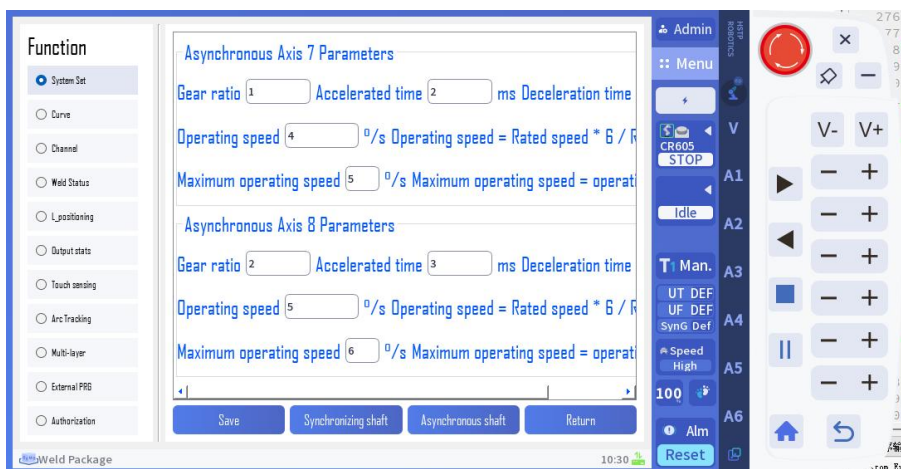 Function
System Set
Curve
Channel
Weld Status
L_positioning
Output stats
Touch sensing
Arc Tracking
Multi-layer
External PRG
Authorization
Asynchronous Axis 7 Parameters
Gear ratio 1 Accelerated time 2 ms Deceleration time
Operating speed 4 °/s Operating speed = Rated speed * 6 / R
Maximum operating speed 5 °/s Maximum operating speed = operati
Asynchronous Axis 8 Parameters
Gear ratio 2 Accelerated time 3 ms Deceleration time
Operating speed 5 °/s Operating speed = Rated speed * 6 / R
Maximum operating speed 6 °/s Maximum operating speed = operati
Save Synchronizing shaft Asynchronous shaft Return
Weld Package 10:30
Admin
Menu
CR605
STOP
Idle
T1 Man.
UT DEF
UF DEF
SynG Def
Speed
High
100 %
Alm
Reset
HSTP
ROBOTICS
V
A1
A2
A3
A4
A5
A6
V- V+
276
77